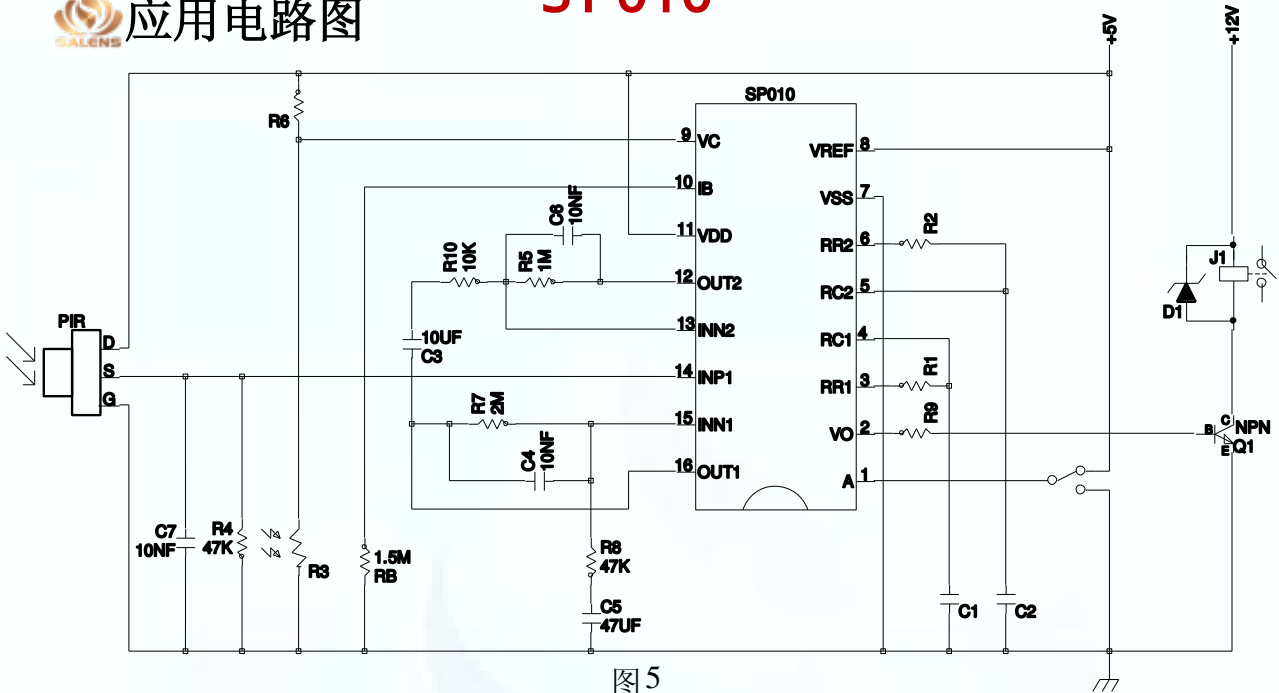 SP010
SALENS
应用电路图
+5V
+12V
SP010
R6
9 VC
VREF 8
10 IB
VSS 7
C6
10NF
11 VDD
RR2 6
R2
R10
10K
R5
1M
12 OUT2
RC2 5
J1
D1
13 INN2
RC1 4
10UF
C3
PIR
D
S
G
14 INP1
RR1 3
R1
R7
2M
15 INN1
VO 2
R9
B
C
E
NPN
Q1
C4
10NF
16 OUT1
A 1
C7
10NF
R4
47K
R3
1.5M
RB
R8
47K
C5
47UF
C1
C2
图5